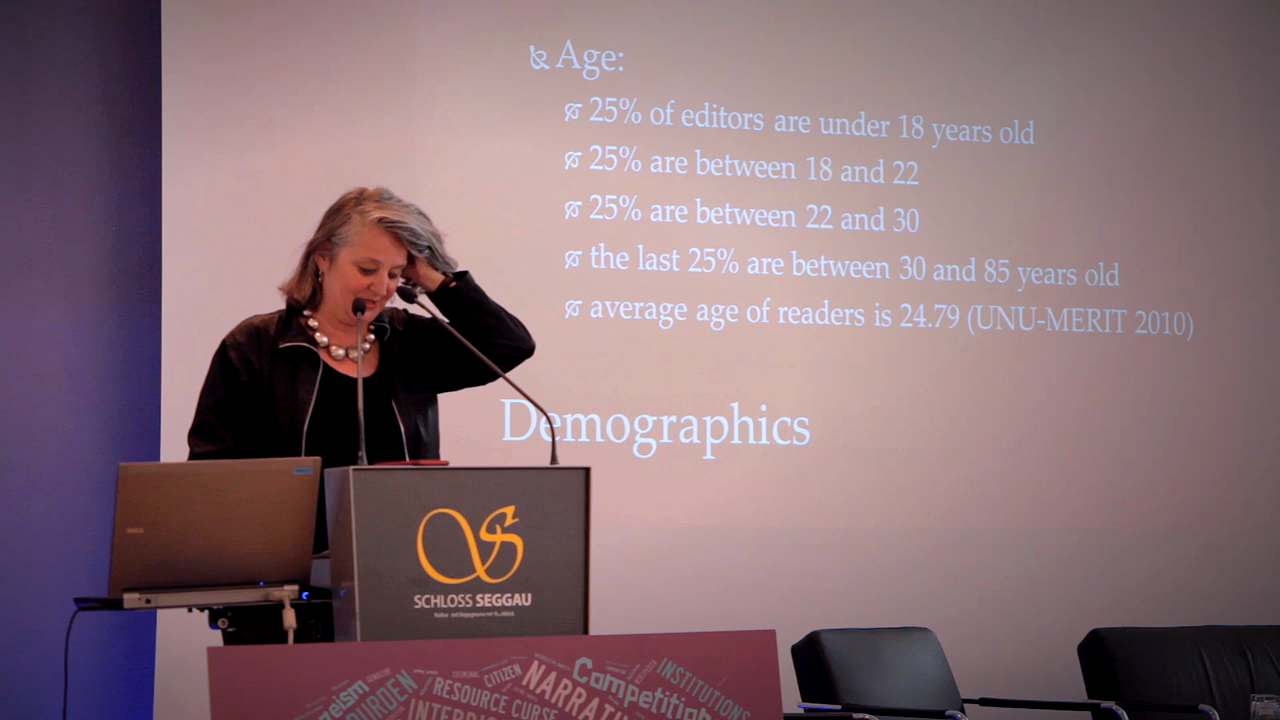 Age:
25% of editors are under 18 years old
25% are between 18 and 22
25% are between 22 and 30
the last 25% are between 30 and 85 years old
average age of readers is 24.79 (UNU-MERIT 2010)
Demographics
SCHLOSS SEGGAU
CITIZEN
Competition
INSTITUTIONS
RESOURCE CURSE